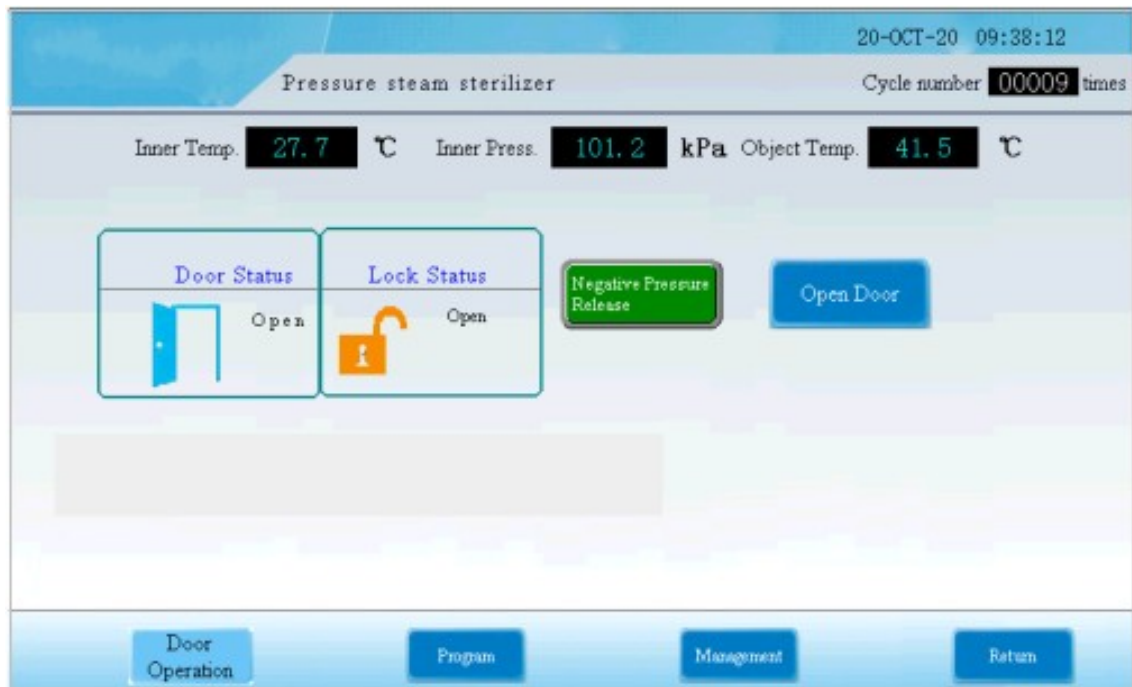 20-OCT-20 09:38:12
Pressure steam sterilizer
Cycle number 00009 times
Inner Temp. 27.7 ℃ Inner Press. 101.2 kPa Object Temp. 41.5 ℃
Door Status
Open
Lock Status
Open
Negative Pressure
Release
Open Door
Door
Operation
Program
Management
Return